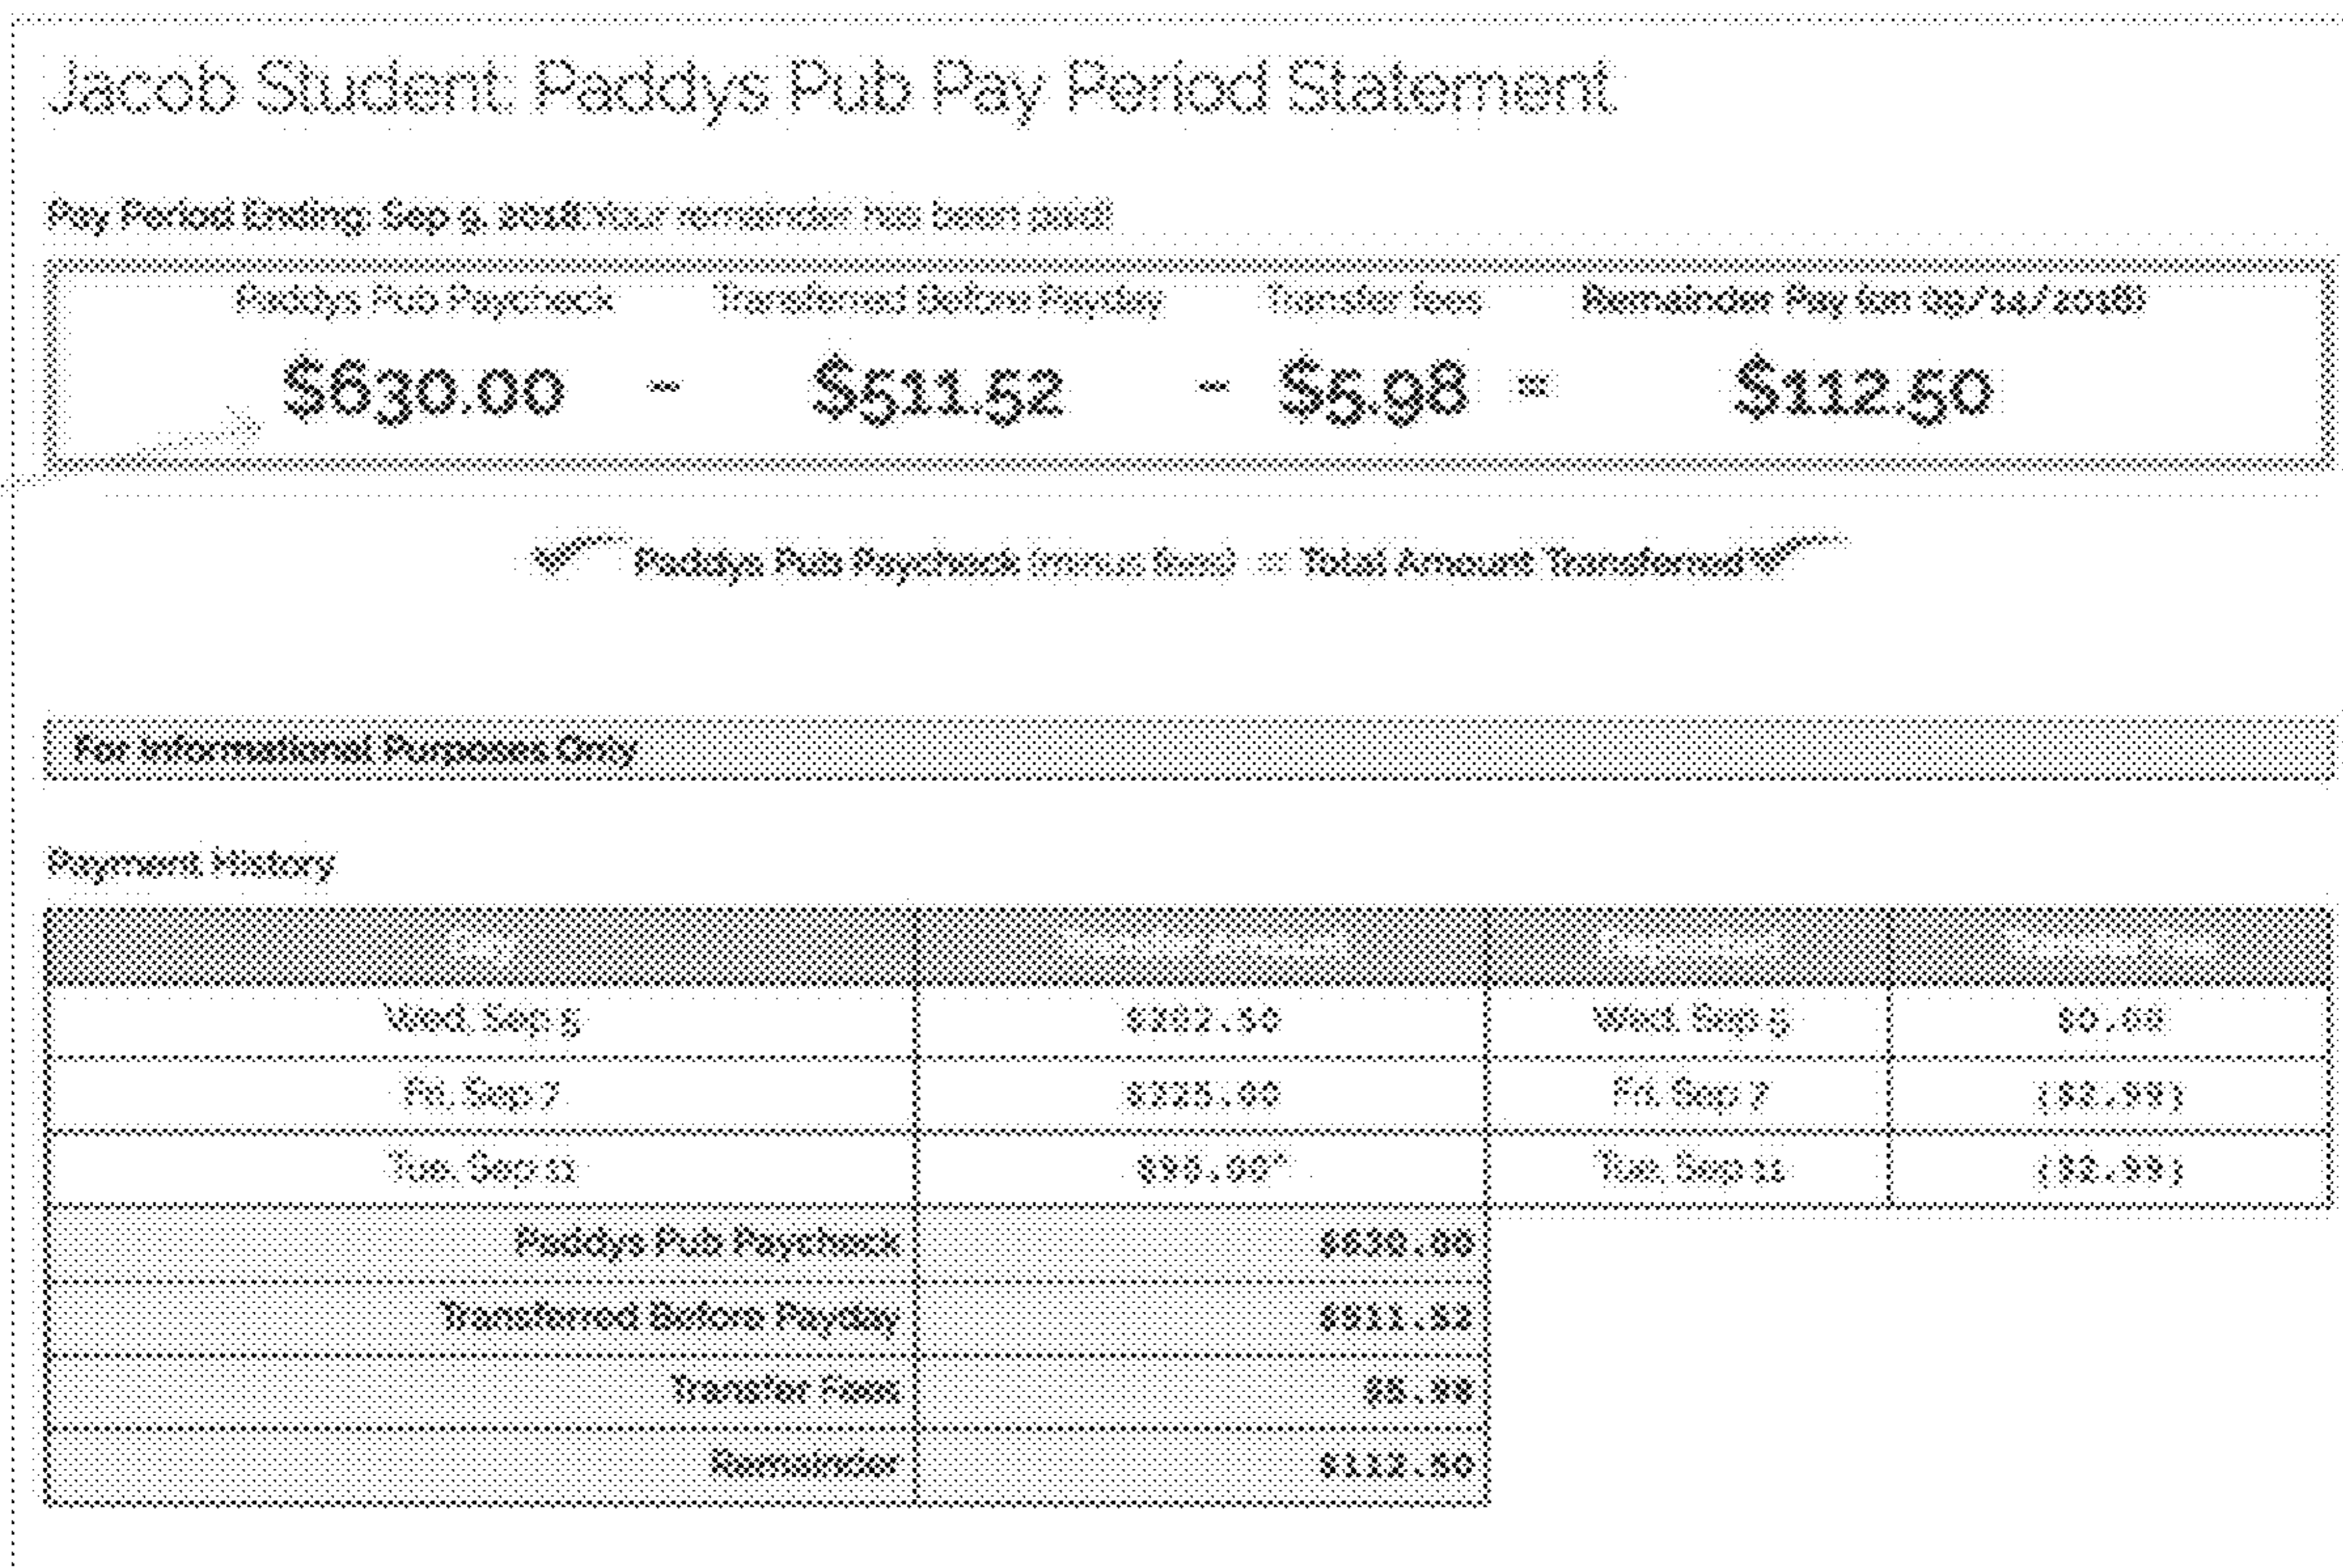 Jacob Student Paddys Pub Pay Period Statement
Pay Period Ending Sep 9, 2018 Your remainder has been paid!
Paddys Pub Paycheck Transferred Before Payday Transfer fees Remainder Pay (on 09/14/2018)
$630.00 - $511.52 - $5.98 = $112.50
Paddys Pub Paycheck (minus fees) = Total Amount Transferred
For Informational Purposes Only
Payment History
Wed, Sep 5 Wed, Sep 5 $0.00
Fri, Sep 7 Fri, Sep 7 ($2.99)
Tue, Sep 11 Tue, Sep 11 ($2.99)
Paddys Pub Paycheck $630.00
Transferred Before Payday $511.52
Transfer Fees $5.98
Remainder $112.50